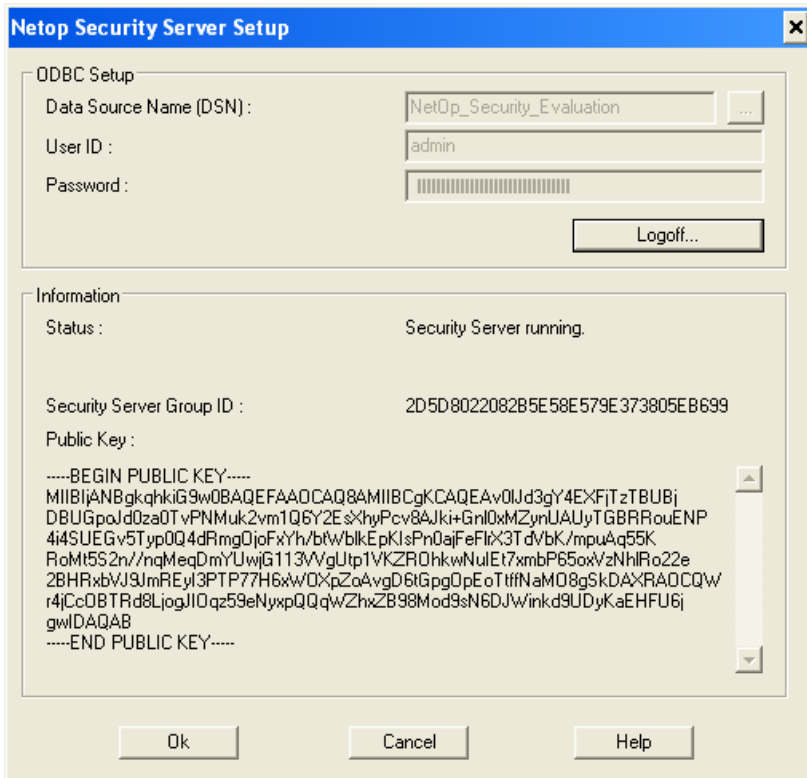 Netop Security Server Setup
ODBC Setup
Data Source Name (DSN) :
NetOp_Security_Evaluation
...
User ID :
admin
Password :
Logoff...
Information
Status :
Security Server running.
Security Server Group ID :
2D5D8022082B5E58E579E373805EB699
Public Key :
-----BEGIN PUBLIC KEY-----
MIIBIjANBgkqhkiG9w0BAQEFAAOCAQ8AMIIBCgKCAQEAv0lJd3gY4EXFjTzTBUBj
DBUGpoJd0za0TvPNMuk2vm1Q6Y2EsXhyPcv8AJki+Gnl0xMZynUAUyTGBRRouENP
4i4SUEGv5Typ0Q4dRmgOjoFxYh/btWblkEpKIsPn0ajFeFlrX3TdVbK/mpuAq55K
RoMt5S2n//nqMeqDmYUwjG113VVgUtp1VKZROhkwNulEt7xmbP65oxVzNhlRo22e
2BHRxbVJ9JmREyl3PTP77H6xWOXpZoAvgD6tGpgOpEoTtffNaMO8gSkDAXRAOCQW
r4jCcOBTRd8LjogJIOqz59eNyxpQQqWZhxZB98Mod9sN6DJWinkd9UDyKaEHFU6j
gwIDAQAB
-----END PUBLIC KEY-----
Ok
Cancel
Help